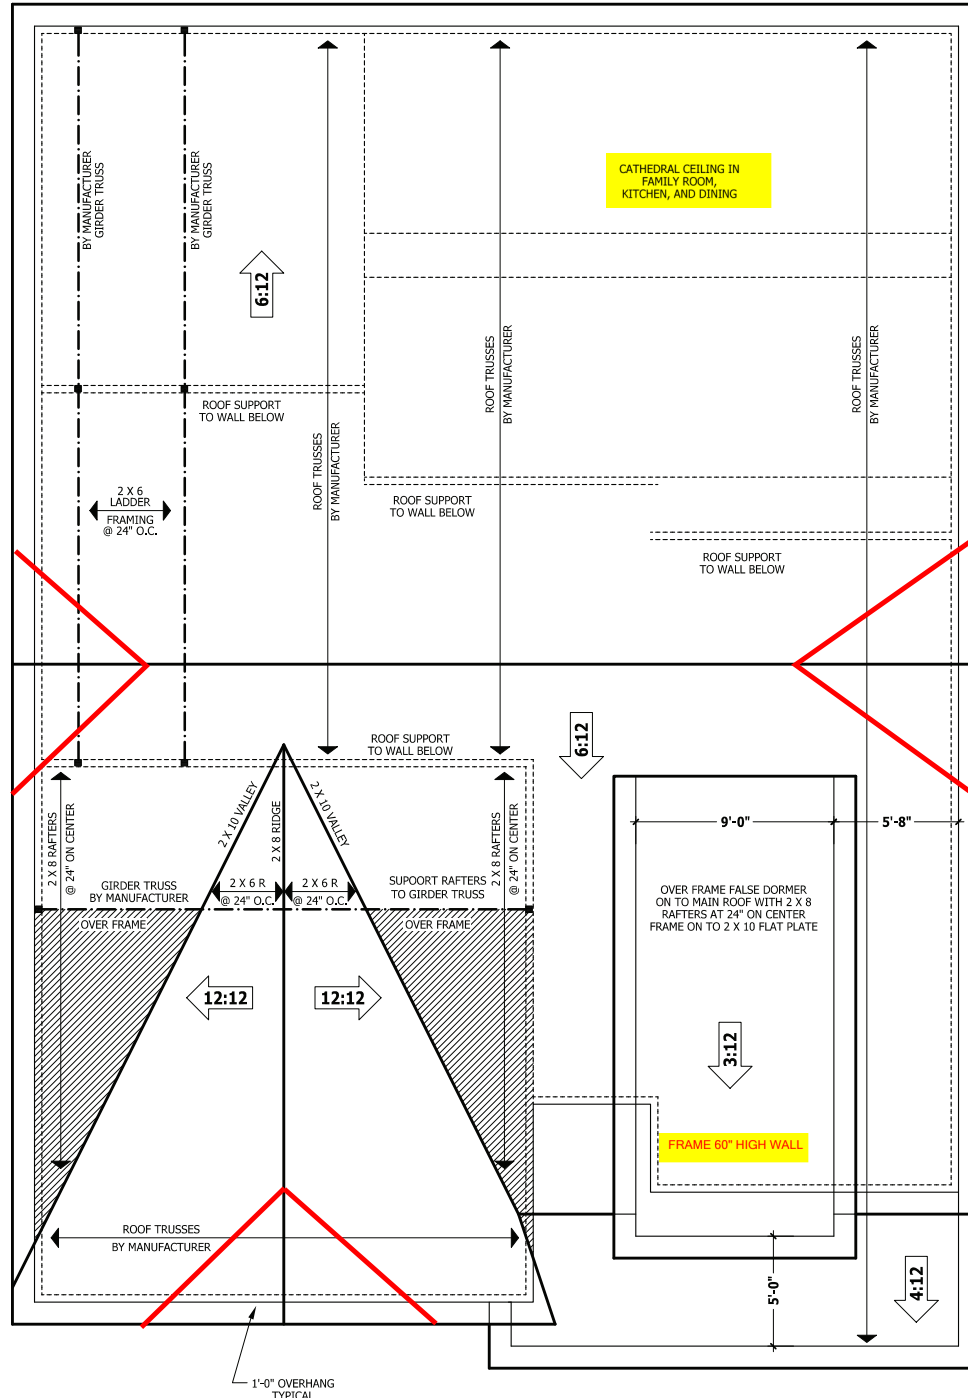 BY MANUFACTURER
GIRDER TRUSS
BY MANUFACTURER
GIRDER TRUSS
CATHEDRAL CEILING IN
FAMILY ROOM,
KITCHEN, AND DINING
6:12
ROOF TRUSSES
BY MANUFACTURER
ROOF TRUSSES
BY MANUFACTURER
ROOF SUPPORT
TO WALL BELOW
ROOF TRUSSES
BY MANUFACTURER
2 X 6
LADDER
FRAMING
@ 24" O.C.
ROOF SUPPORT
TO WALL BELOW
ROOF SUPPORT
TO WALL BELOW
ROOF SUPPORT
TO WALL BELOW
6:12
2 X 8 RAFTERS
@ 24" ON CENTER
2 X 10 VALLEY
2 X 8 RIDGE
2 X 10 VALLEY
2 X 8 RAFTERS
@ 24" ON CENTER
9'-0"
5'-8"
GIRDER TRUSS
BY MANUFACTURER
2 X 6 R
@ 24" O.C.
2 X 6 R
@ 24" O.C.
SUPOORT RAFTERS
TO GIRDER TRUSS
OVER FRAME
OVER FRAME
OVER FRAME FALSE DORMER
ON TO MAIN ROOF WITH 2 X 8
RAFTERS AT 24" ON CENTER
FRAME ON TO 2 X 10 FLAT PLATE
12:12
12:12
3:12
FRAME 60" HIGH WALL
ROOF TRUSSES
BY MANUFACTURER
5'-0"
4:12
1'-0" OVERHANG
TYPICAL